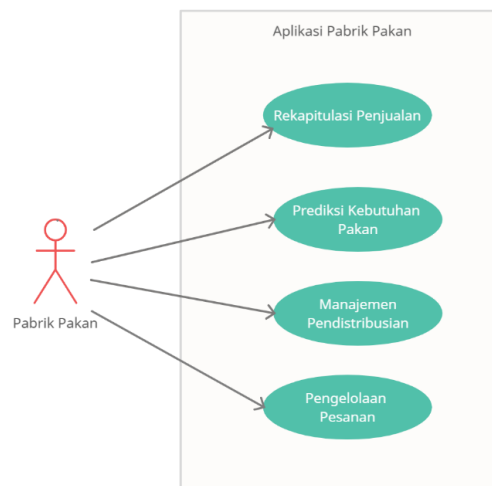 Aplikasi Pabrik Pakan
Rekapitulasi Penjualan
Prediksi Kebutuhan
Pakan
Manajemen
Pendistribusian
Pabrik Pakan
Pengelolaan
Pesanan